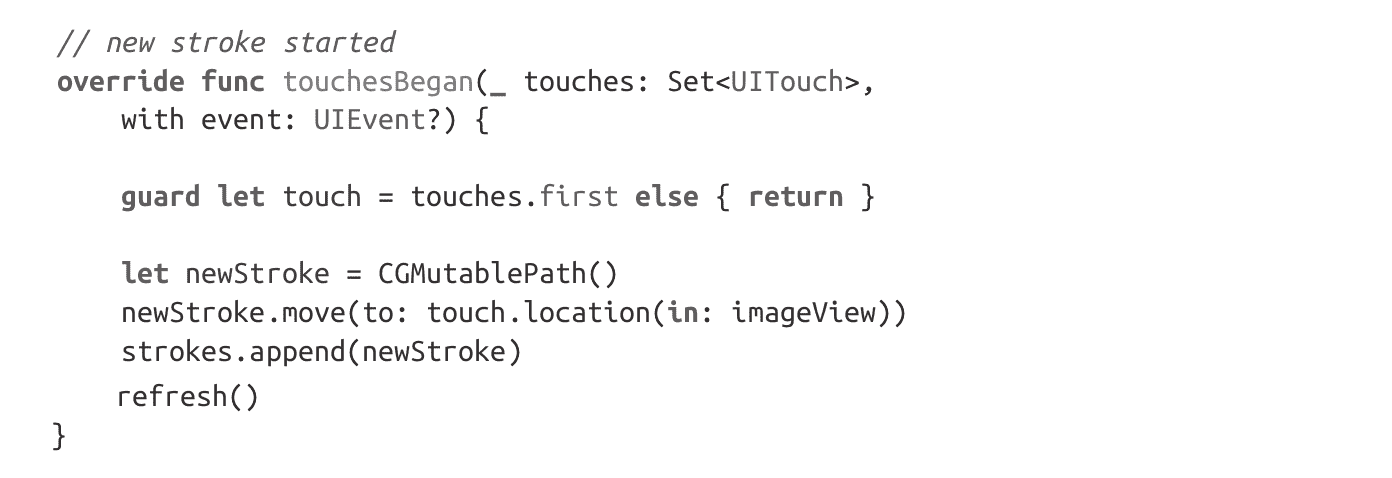 // new stroke started
override func touchesBegan(_ touches: Set<UITouch>,
    with event: UIEvent?) {
    guard let touch = touches.first else { return }
    let newStroke = CGMutablePath()
    newStroke.move(to: touch.location(in: imageView))
    strokes.append(newStroke)
    refresh()
}